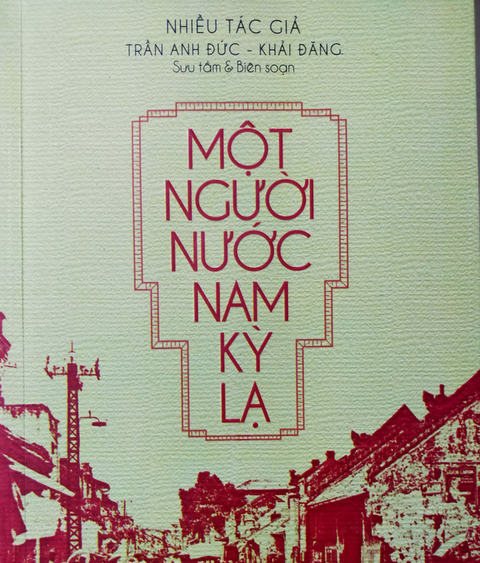 NHIỀU TÁC GIẢ
TRẦN ANH ĐỨC - KHẢI ĐĂNG
Sưu tầm & Biên soạn
MỘT
NGƯỜI
NƯỚC
NAM
KỲ
LẠ